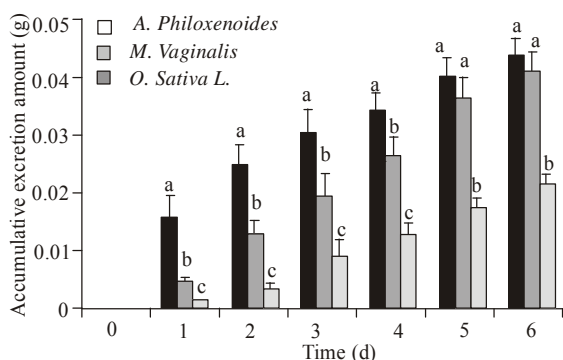 Accumulative excretion amount (g)
0.05
0.04
0.03
0.02
0.01
0
A. Philoxenoides
M. Vaginalis
O. Sativa L.
a
b
c
a
b
c
a
b
c
a
b
c
a
a
b
a
a
b
0 1 2 3 4 5 6
Time (d)